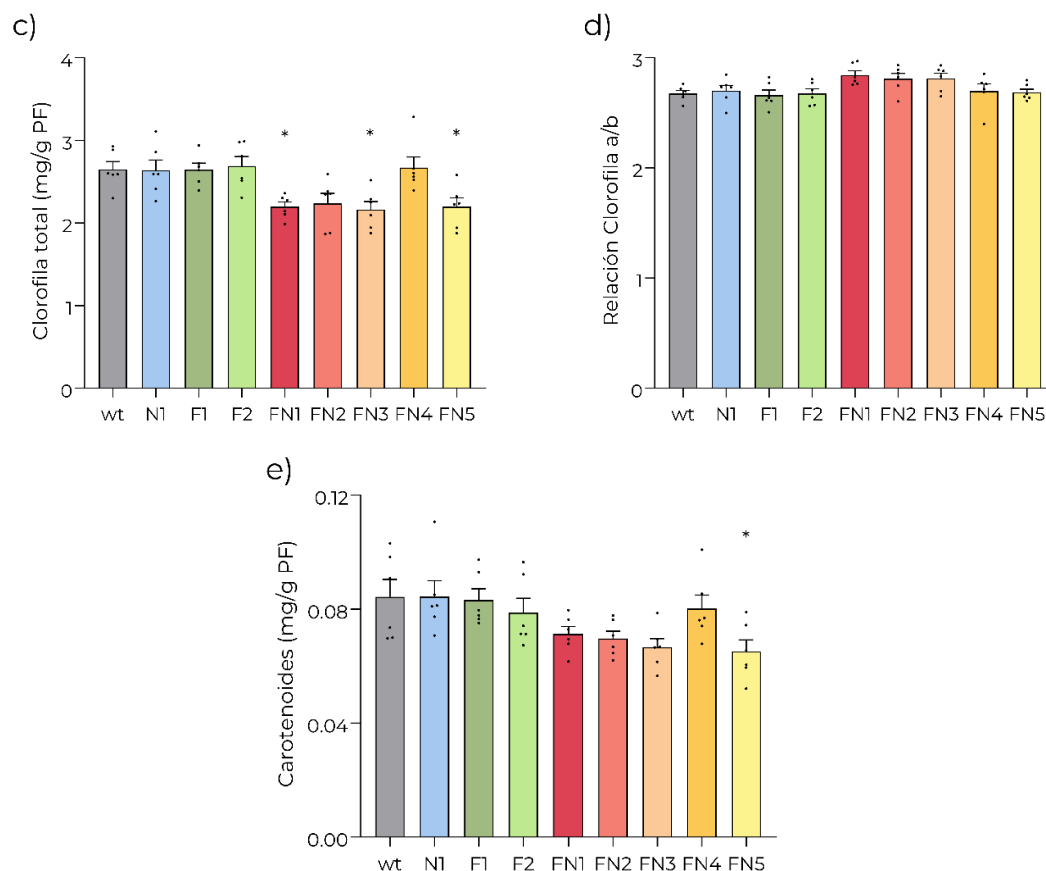 c)
Clorofila total (mg/g PF)
4
3
2
1
0
* * *
wt N1 F1 F2 FN1 FN2 FN3 FN4 FN5
d)
Relación Clorofila a/b
3
2
1
0
wt N1 F1 F2 FN1 FN2 FN3 FN4 FN5
e)
Carotenoides (mg/g PF)
0.12
0.08
0.04
0.00
*
wt N1 F1 F2 FN1 FN2 FN3 FN4 FN5